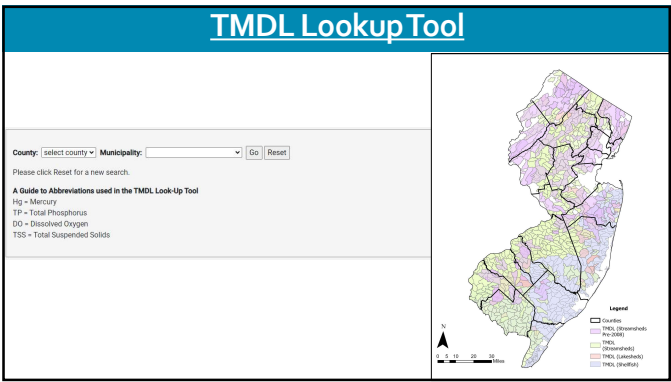 TMDL Lookup Tool
County: select county Municipality: Go Reset
Please click Reset for a new search.
A Guide to Abbreviations used in the TMDL Look-Up Tool
Hg = Mercury
TP = Total Phosphorus
DO = Dissolved Oxygen
TSS = Total Suspended Solids
Legend
Counties
TMDL (Streamsheds
Pre-2008)
TMDL
(Streamsheds)
TMDL (Lakesheds)
TMDL (Shellfish)
N
0 5 10 20 30
Miles